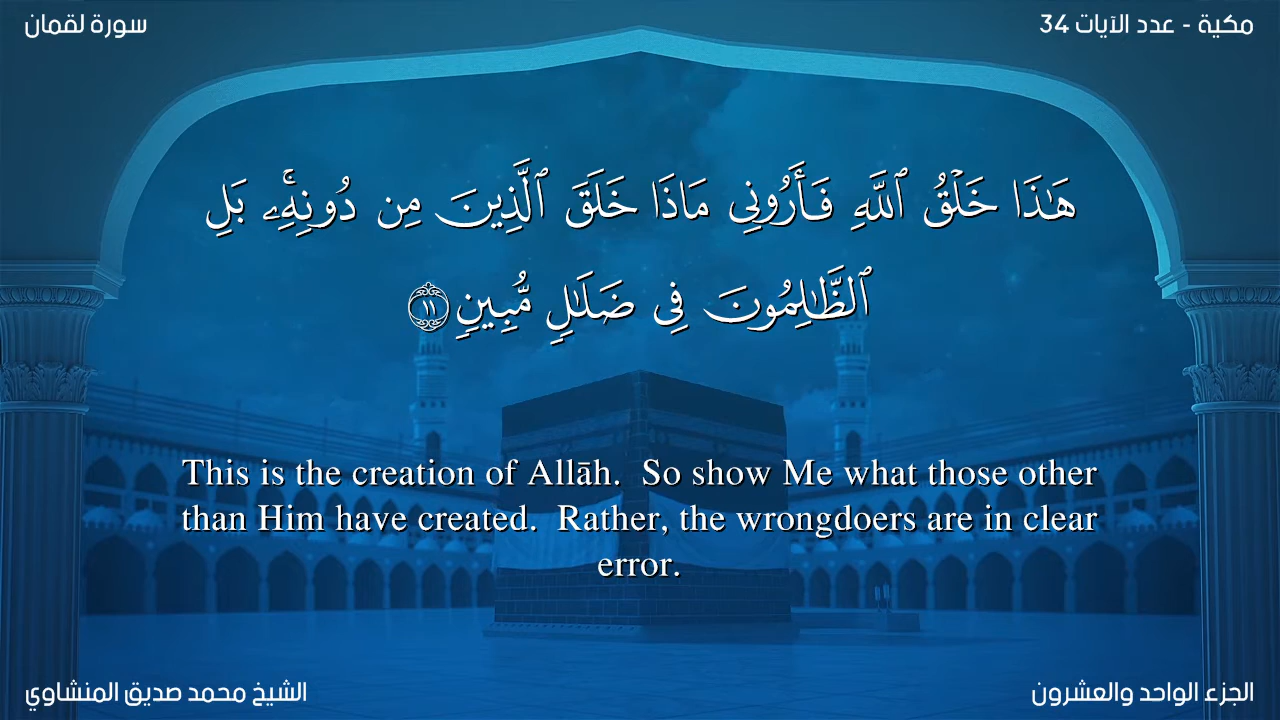 سورة لقمان
مكية - عدد الآيات 34
هَـٰذَا خَلْقُ ٱللَّهِ فَأَرُونِى مَاذَا خَلَقَ ٱلَّذِينَ مِن دُونِهِۦ ۚ بَلِ
ٱلظَّـٰلِمُونَ فِى ضَلَـٰلٍ مُّبِينٍ ١١
This is the creation of Allāh.  So show Me what those other
than Him have created.  Rather, the wrongdoers are in clear
error.
الشيخ محمد صديق المنشاوي
الجزء الواحد والعشرون